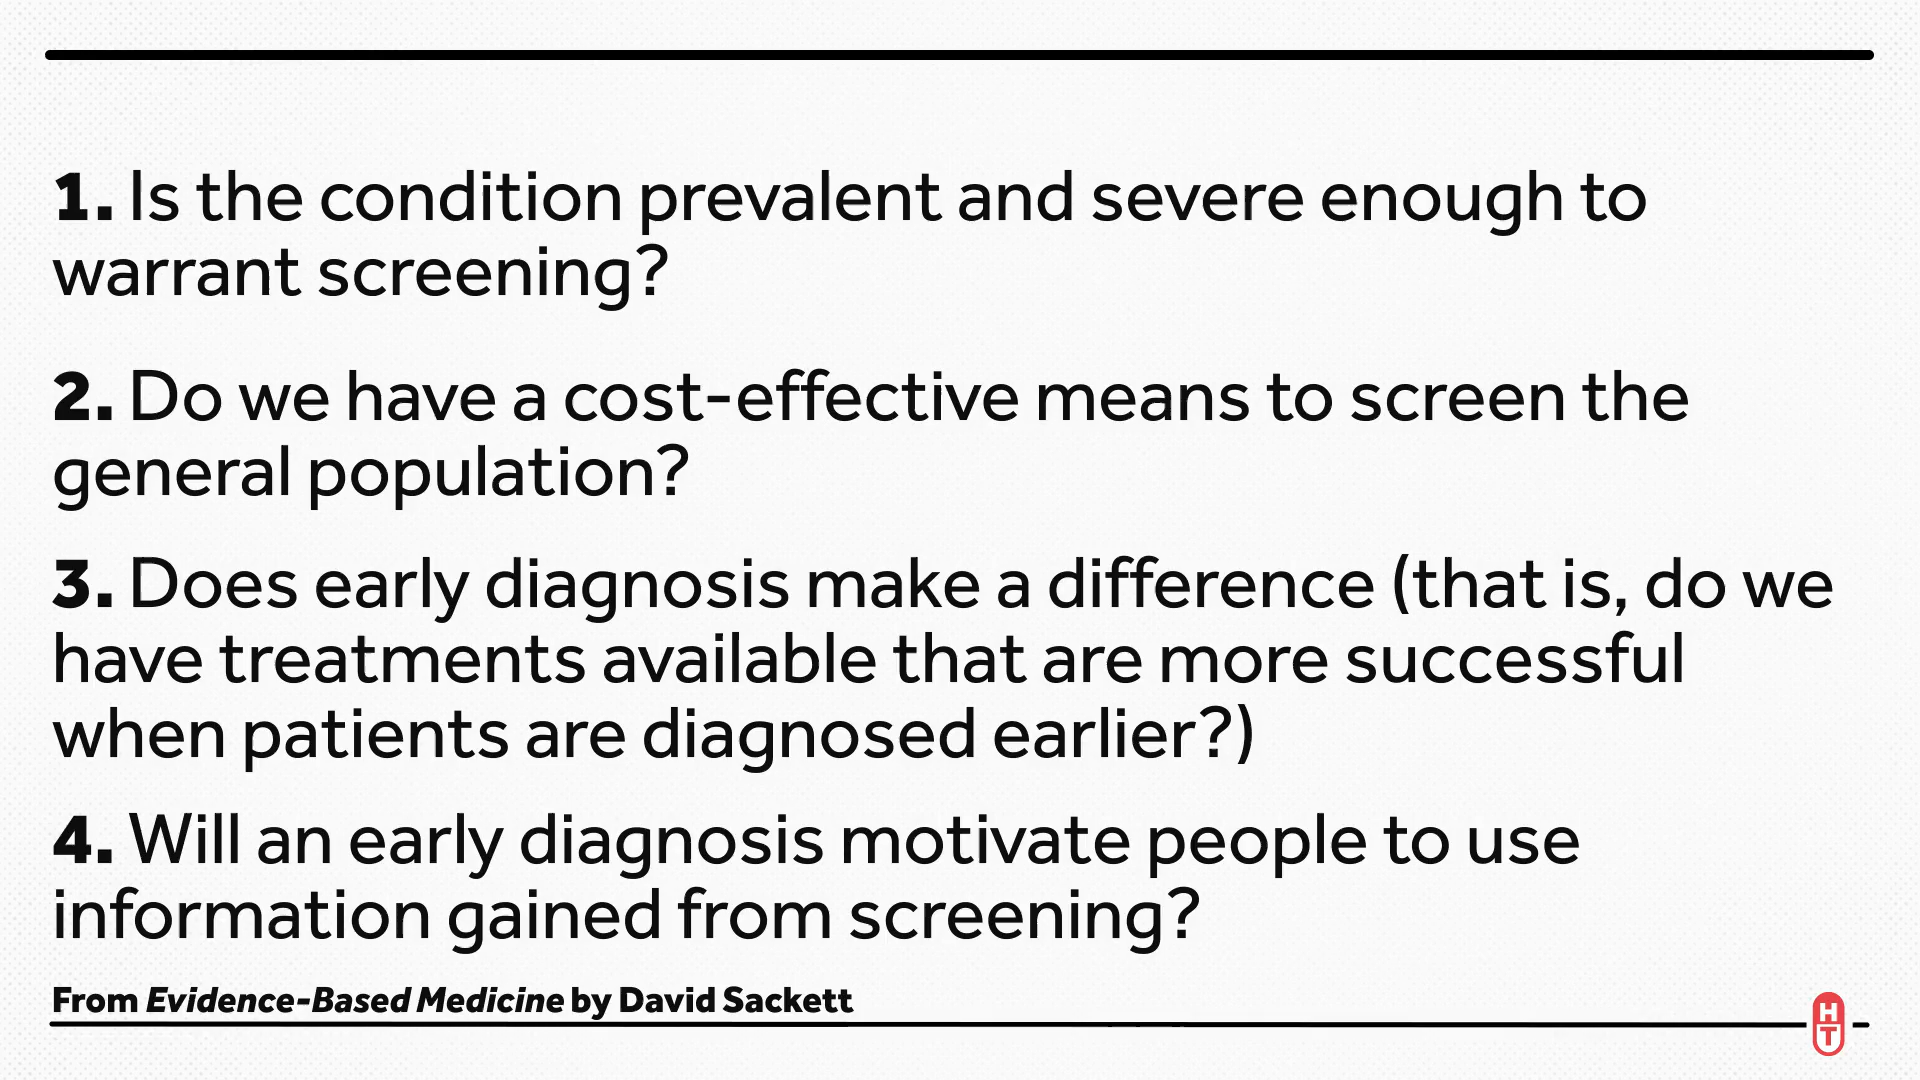 1. Is the condition prevalent and severe enough to
warrant screening?
2. Do we have a cost-effective means to screen the
general population?
3. Does early diagnosis make a difference (that is, do we
have treatments available that are more successful
when patients are diagnosed earlier?)
4. Will an early diagnosis motivate people to use
information gained from screening?
From Evidence-Based Medicine by David Sackett
H
T